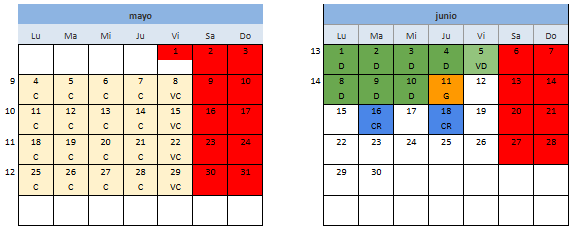 mayo junio
Lu Ma Mi Ju Vi Sa Do Lu Ma Mi Ju Vi Sa Do
1 2 3 13 1 2 3 4 5 6 7
D D D D VD
9 4 5 6 7 8 9 10 14 8 9 10 11 12 13 14
C C C C VC D D D G
10 11 12 13 14 15 16 17 15 16 17 18 19 20 21
C C C C VC CR CR
11 18 19 20 21 22 23 24 22 23 24 25 26 27 28
C C C C VC
12 25 26 27 28 29 30 31 29 30
C C C C VC